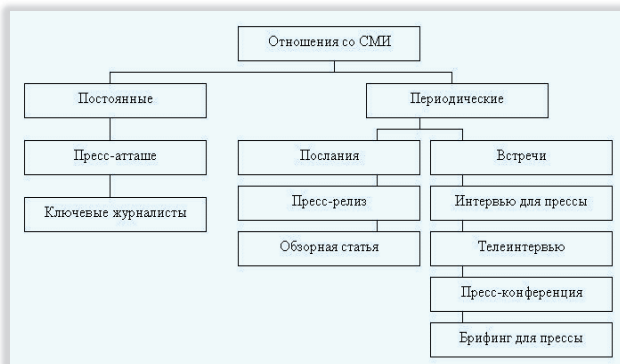 Отношения со СМИ
Постоянные
Периодические
Пресс-атташе
Послания
Встречи
Ключевые журналисты
Пресс-релиз
Интервью для прессы
Обзорная статья
Телеинтервью
Пресс-конференция
Брифинг для прессы